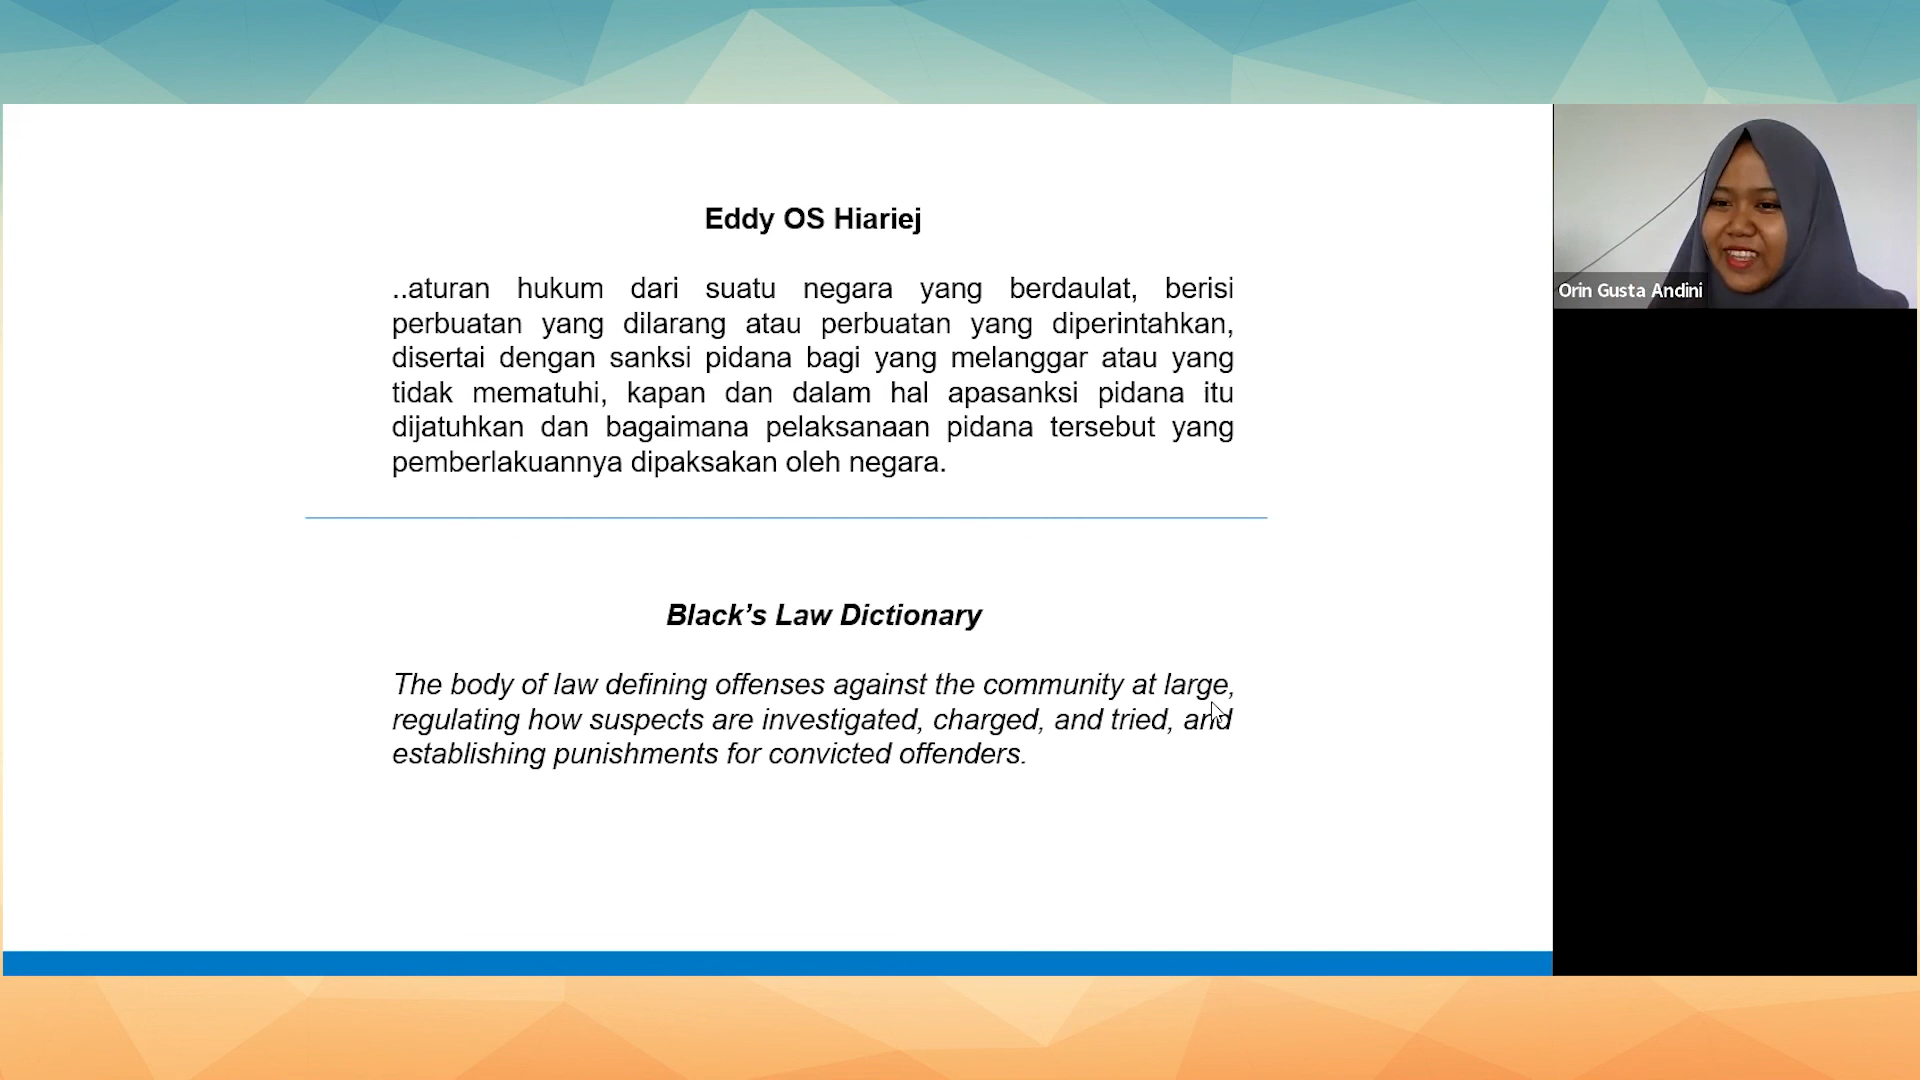 Eddy OS Hiariej
..aturan hukum dari suatu negara yang berdaulat, berisi
perbuatan yang dilarang atau perbuatan yang diperintahkan,
disertai dengan sanksi pidana bagi yang melanggar atau yang
tidak mematuhi, kapan dan dalam hal apasanksi pidana itu
dijatuhkan dan bagaimana pelaksanaan pidana tersebut yang
pemberlakuannya dipaksakan oleh negara.
Black’s Law Dictionary
The body of law defining offenses against the community at large,
regulating how suspects are investigated, charged, and tried, and
establishing punishments for convicted offenders.
Orin Gusta Andini